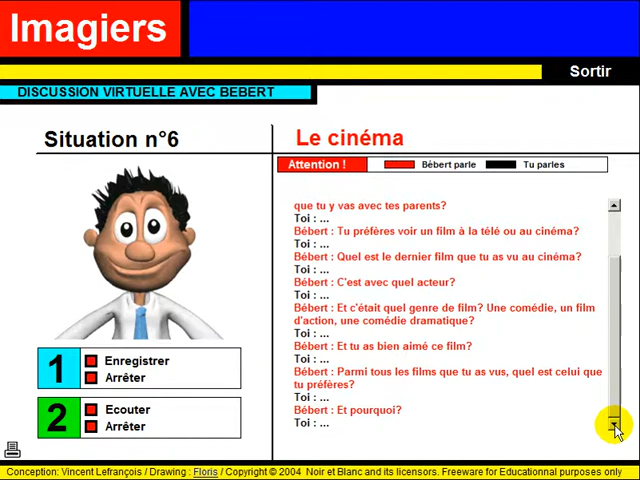 Imagiers
Sortir
DISCUSSION VIRTUELLE AVEC BEBERT
Situation n°6
Le cinéma
Attention !
Bébert parle
Tu parles
que tu y vas avec tes parents?
Toi : ...
Bébert : Tu préfères voir un film à la télé ou au cinéma?
Toi : ...
Bébert : Quel est le dernier film que tu as vu au cinéma?
Toi : ...
Bébert : C'est avec quel acteur?
Toi : ...
Bébert : Et c'était quel genre de film? Une comédie, un film
d'action, une comédie dramatique?
Toi : ...
Bébert : Et tu as bien aimé ce film?
Toi : ...
Bébert : Parmi tous les films que tu as vus, quel est celui que
tu préfères?
Toi : ...
Bébert : Et pourquoi?
Toi : ...
1
Enregistrer
Arrêter
2
Ecouter
Arrêter
Conception: Vincent Lefrançois / Drawing : Floris / Copyright © 2004 Noir et Blanc and its licensors. Freeware for Educationnal purposes only